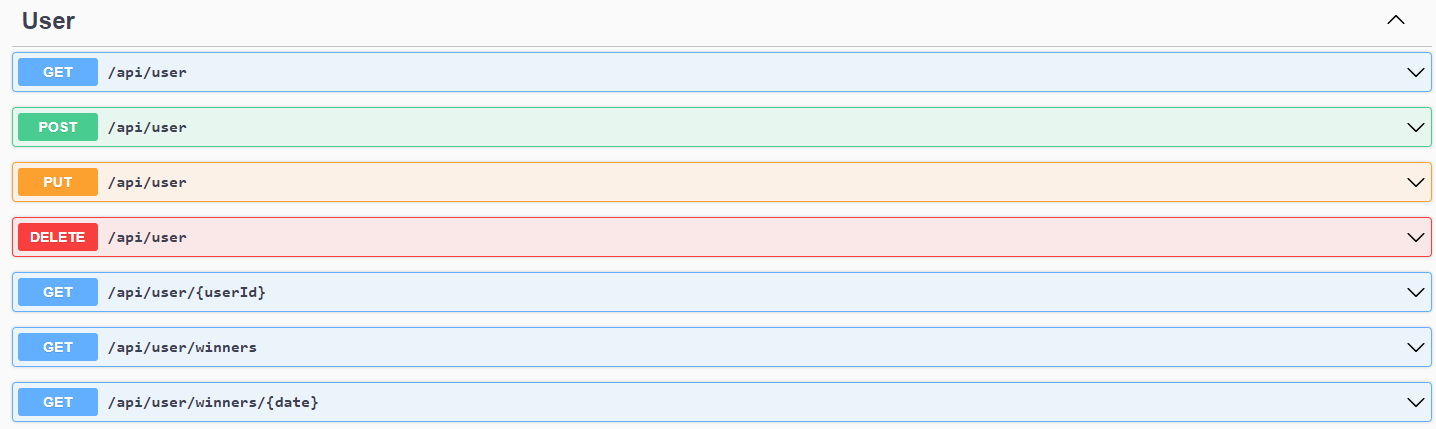 User
GET /api/user
POST /api/user
PUT /api/user
DELETE /api/user
GET /api/user/{userId}
GET /api/user/winners
GET /api/user/winners/{date}